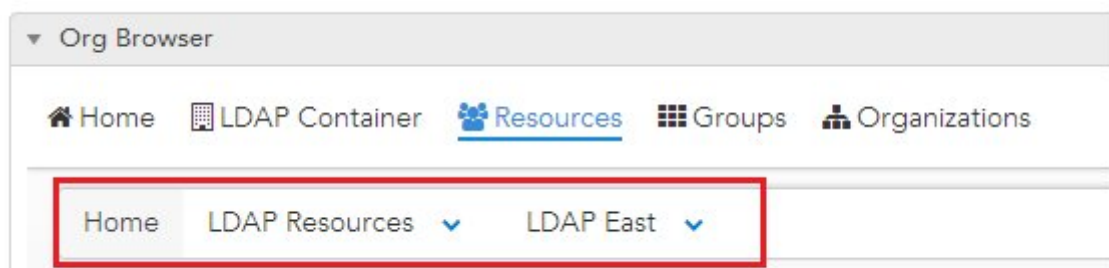 Org Browser
Home LDAP Container Resources Groups Organizations
Home LDAP Resources LDAP East